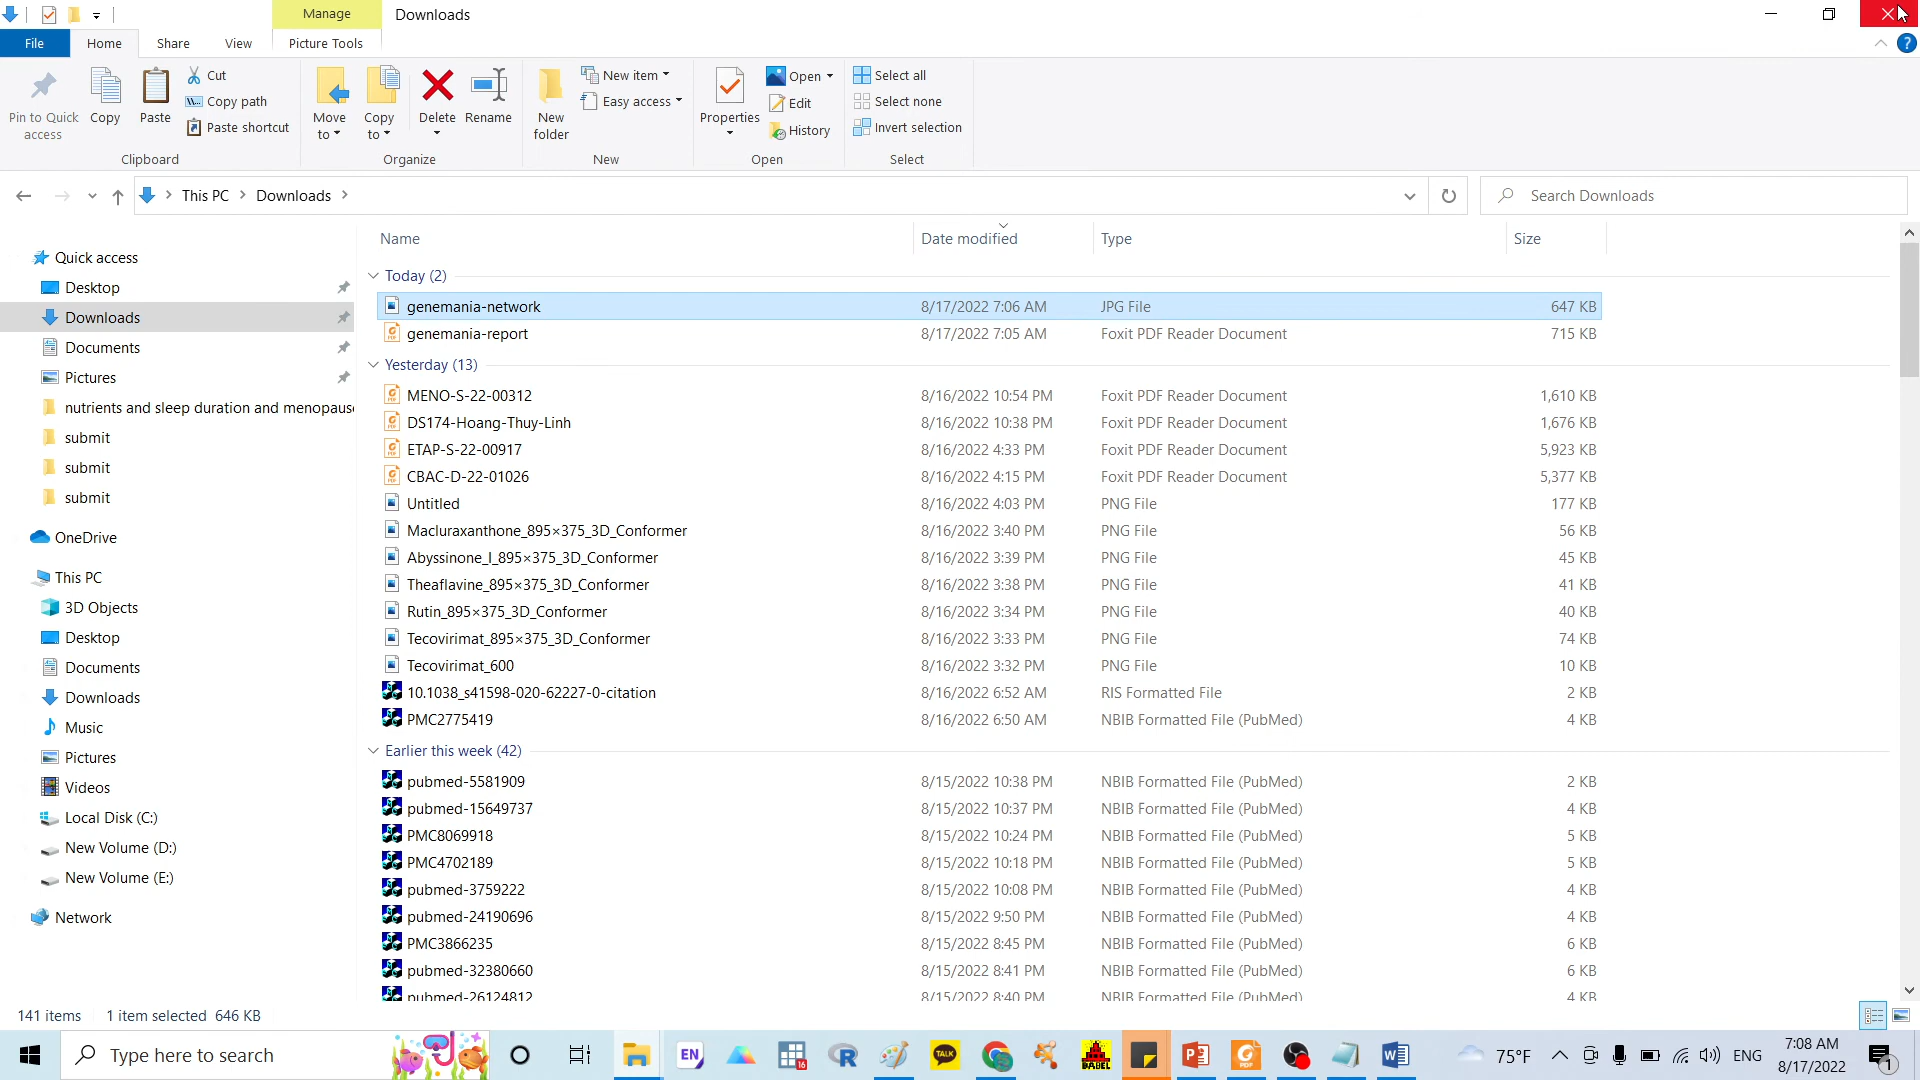 Manage
Downloads
File
Home
Share
View
Picture Tools
Pin to Quick access
Copy
Paste
Cut
Copy path
Paste shortcut
Clipboard
Move to
Copy to
Delete
Rename
Organize
New folder
New item
Easy access
New
Properties
Open
Edit
History
Open
Select all
Select none
Invert selection
Select
This PC
Downloads
Search Downloads
Quick access
Desktop
Downloads
Documents
Pictures
nutrients and sleep duration and menopause
submit
submit
submit
OneDrive
This PC
3D Objects
Desktop
Documents
Downloads
Music
Pictures
Videos
Local Disk (C:)
New Volume (D:)
New Volume (E:)
Network
Name Date modified Type Size
Today (2)
genemania-network 8/17/2022 7:06 AM JPG File 647 KB
genemania-report 8/17/2022 7:05 AM Foxit PDF Reader Document 715 KB
Yesterday (13)
MENO-S-22-00312 8/16/2022 10:54 PM Foxit PDF Reader Document 1,610 KB
DS174-Hoang-Thuy-Linh 8/16/2022 10:38 PM Foxit PDF Reader Document 1,676 KB
ETAP-S-22-00917 8/16/2022 4:33 PM Foxit PDF Reader Document 5,923 KB
CBAC-D-22-01026 8/16/2022 4:15 PM Foxit PDF Reader Document 5,377 KB
Untitled 8/16/2022 4:03 PM PNG File 177 KB
Macluraxanthone_895×375_3D_Conformer 8/16/2022 3:40 PM PNG File 56 KB
Abyssinone_I_895×375_3D_Conformer 8/16/2022 3:39 PM PNG File 45 KB
Theaflavine_895×375_3D_Conformer 8/16/2022 3:38 PM PNG File 41 KB
Rutin_895×375_3D_Conformer 8/16/2022 3:34 PM PNG File 40 KB
Tecovirimat_895×375_3D_Conformer 8/16/2022 3:33 PM PNG File 74 KB
Tecovirimat_600 8/16/2022 3:32 PM PNG File 10 KB
10.1038_s41598-020-62227-0-citation 8/16/2022 6:52 AM RIS Formatted File 2 KB
PMC2775419 8/16/2022 6:50 AM NBIB Formatted File (PubMed) 4 KB
Earlier this week (42)
pubmed-5581909 8/15/2022 10:38 PM NBIB Formatted File (PubMed) 2 KB
pubmed-15649737 8/15/2022 10:37 PM NBIB Formatted File (PubMed) 4 KB
PMC8069918 8/15/2022 10:24 PM NBIB Formatted File (PubMed) 5 KB
PMC4702189 8/15/2022 10:18 PM NBIB Formatted File (PubMed) 5 KB
pubmed-3759222 8/15/2022 10:08 PM NBIB Formatted File (PubMed) 4 KB
pubmed-24190696 8/15/2022 9:50 PM NBIB Formatted File (PubMed) 4 KB
PMC3866235 8/15/2022 8:45 PM NBIB Formatted File (PubMed) 6 KB
pubmed-32380660 8/15/2022 8:41 PM NBIB Formatted File (PubMed) 6 KB
pubmed-26124812 8/15/2022 8:40 PM NBIB Formatted File (PubMed) 4 KB
141 items 1 item selected 646 KB
Type here to search
EN
16
R
TALK
BABEL
P
PDF
W
75°F
ENG
7:08 AM
8/17/2022
1